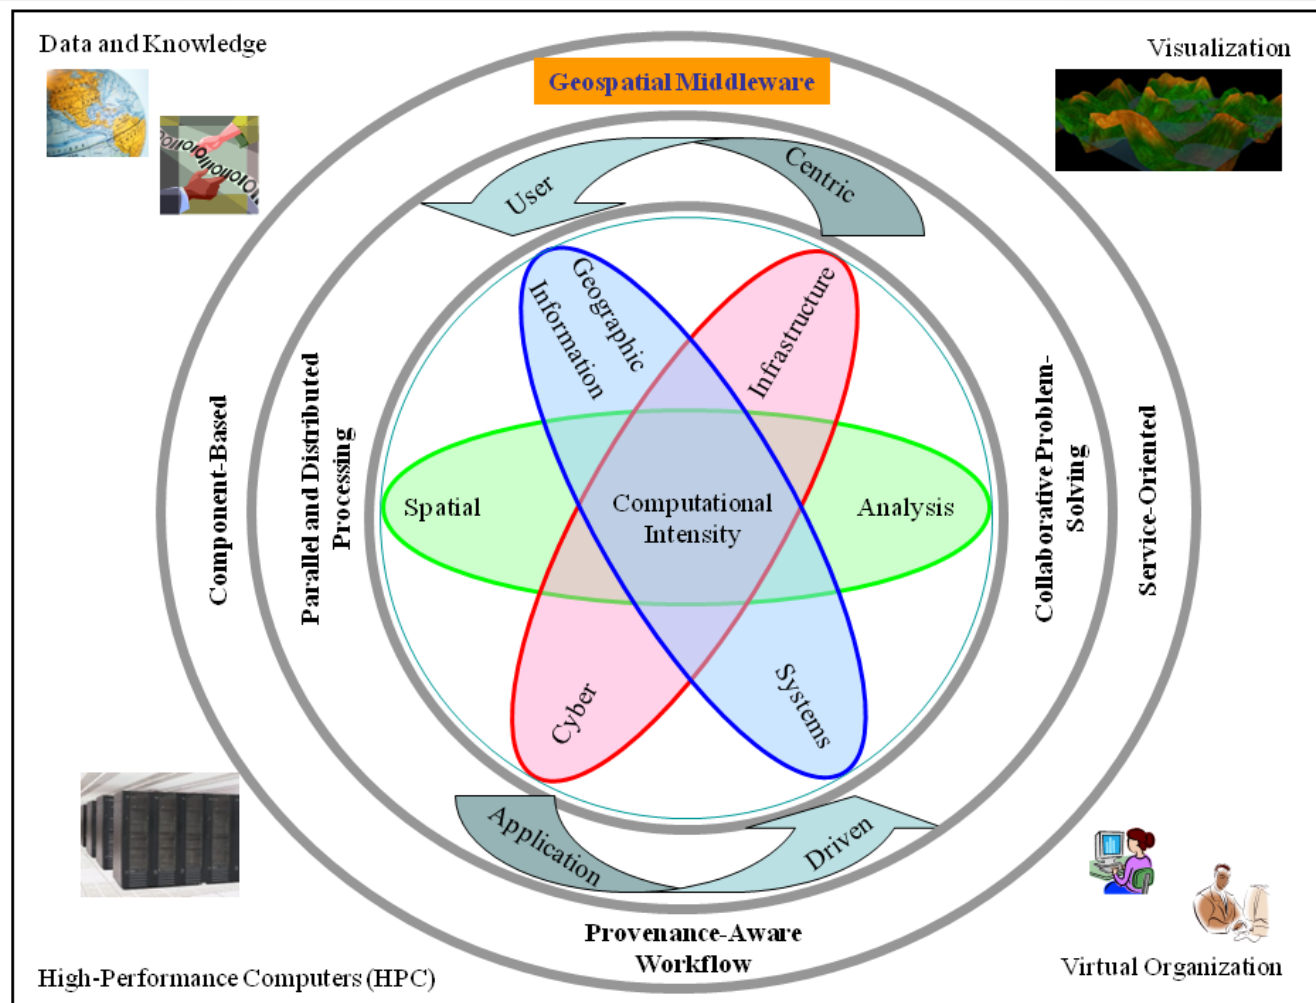 Data and Knowledge
Visualization
Geospatial Middleware
User
Centric
Geographic
Information
Infrastructure
Component-Based
Parallel and Distributed
Processing
Spatial
Computational
Intensity
Analysis
Collaborative Problem-
Solving
Service-Oriented
Cyber
Systems
Application
Driven
Provenance-Aware
Workflow
High-Performance Computers (HPC)
Virtual Organization